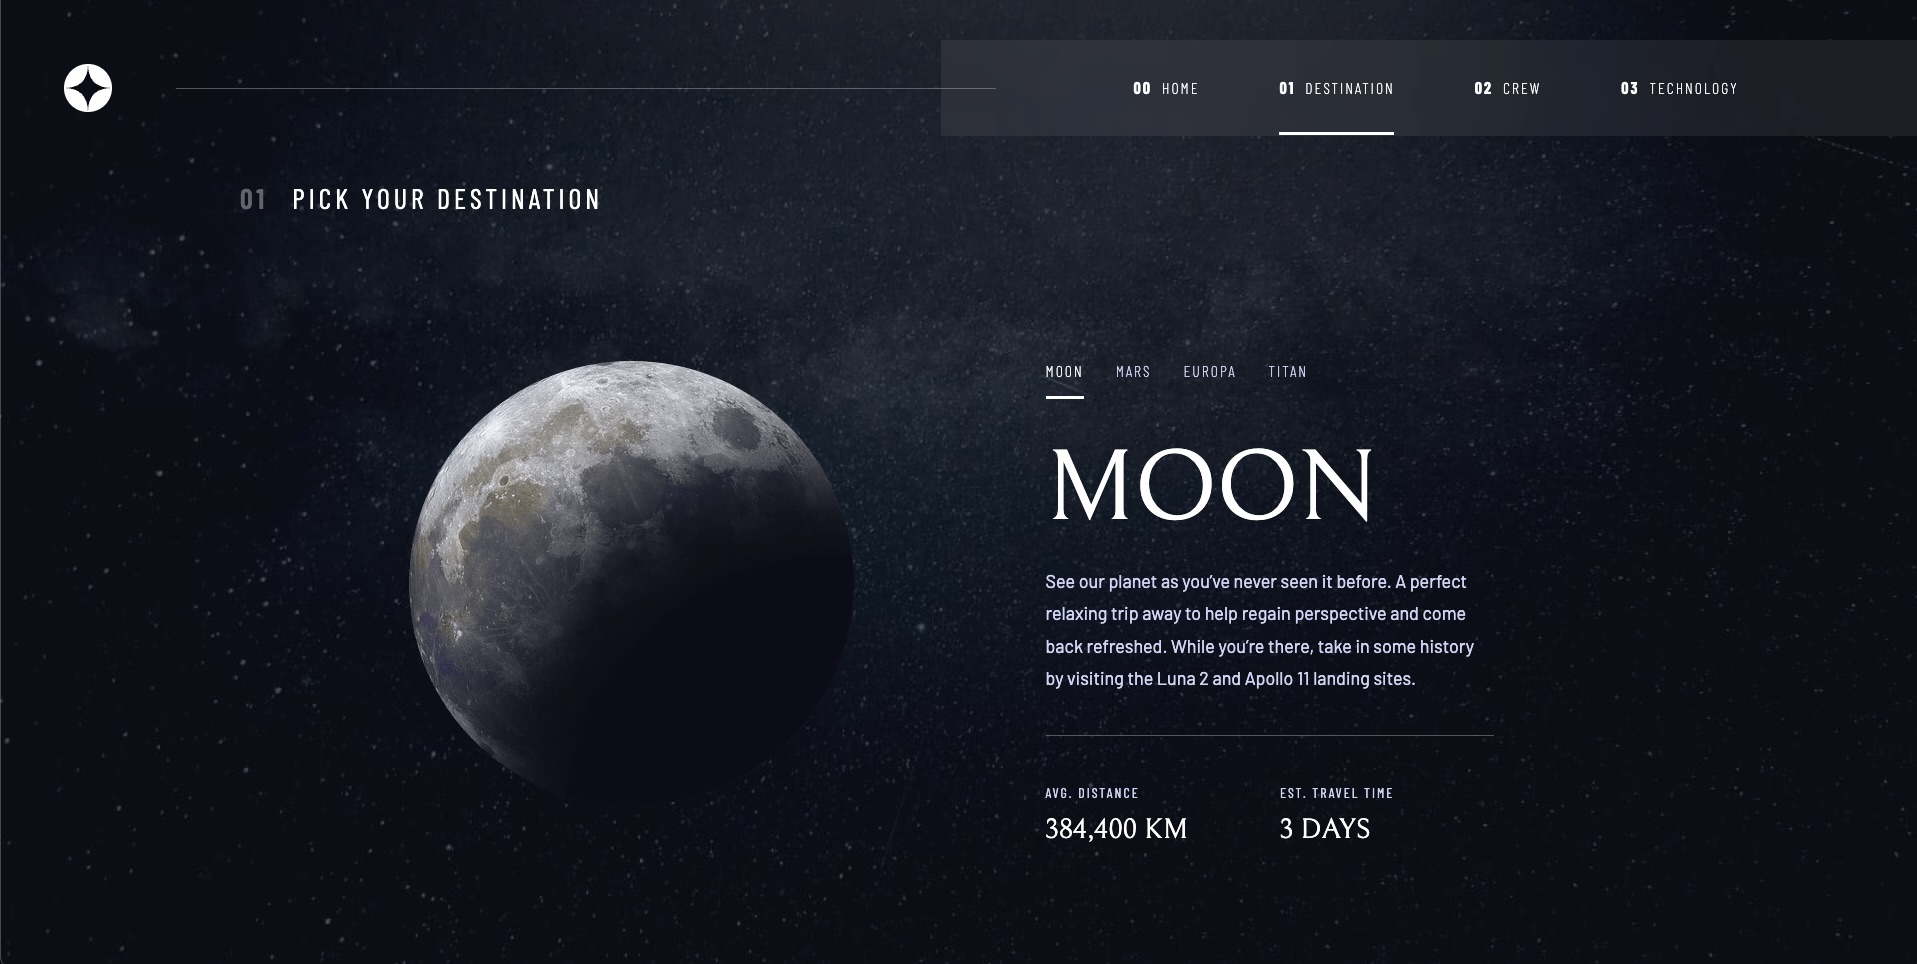 00 HOME
01 DESTINATION
02 CREW
03 TECHNOLOGY
01 PICK YOUR DESTINATION
MOON
MARS
EUROPA
TITAN
MOON
See our planet as you’ve never seen it before. A perfect
relaxing trip away to help regain perspective and come
back refreshed. While you’re there, take in some history
by visiting the Luna 2 and Apollo 11 landing sites.
AVG. DISTANCE
384,400 KM
EST. TRAVEL TIME
3 DAYS